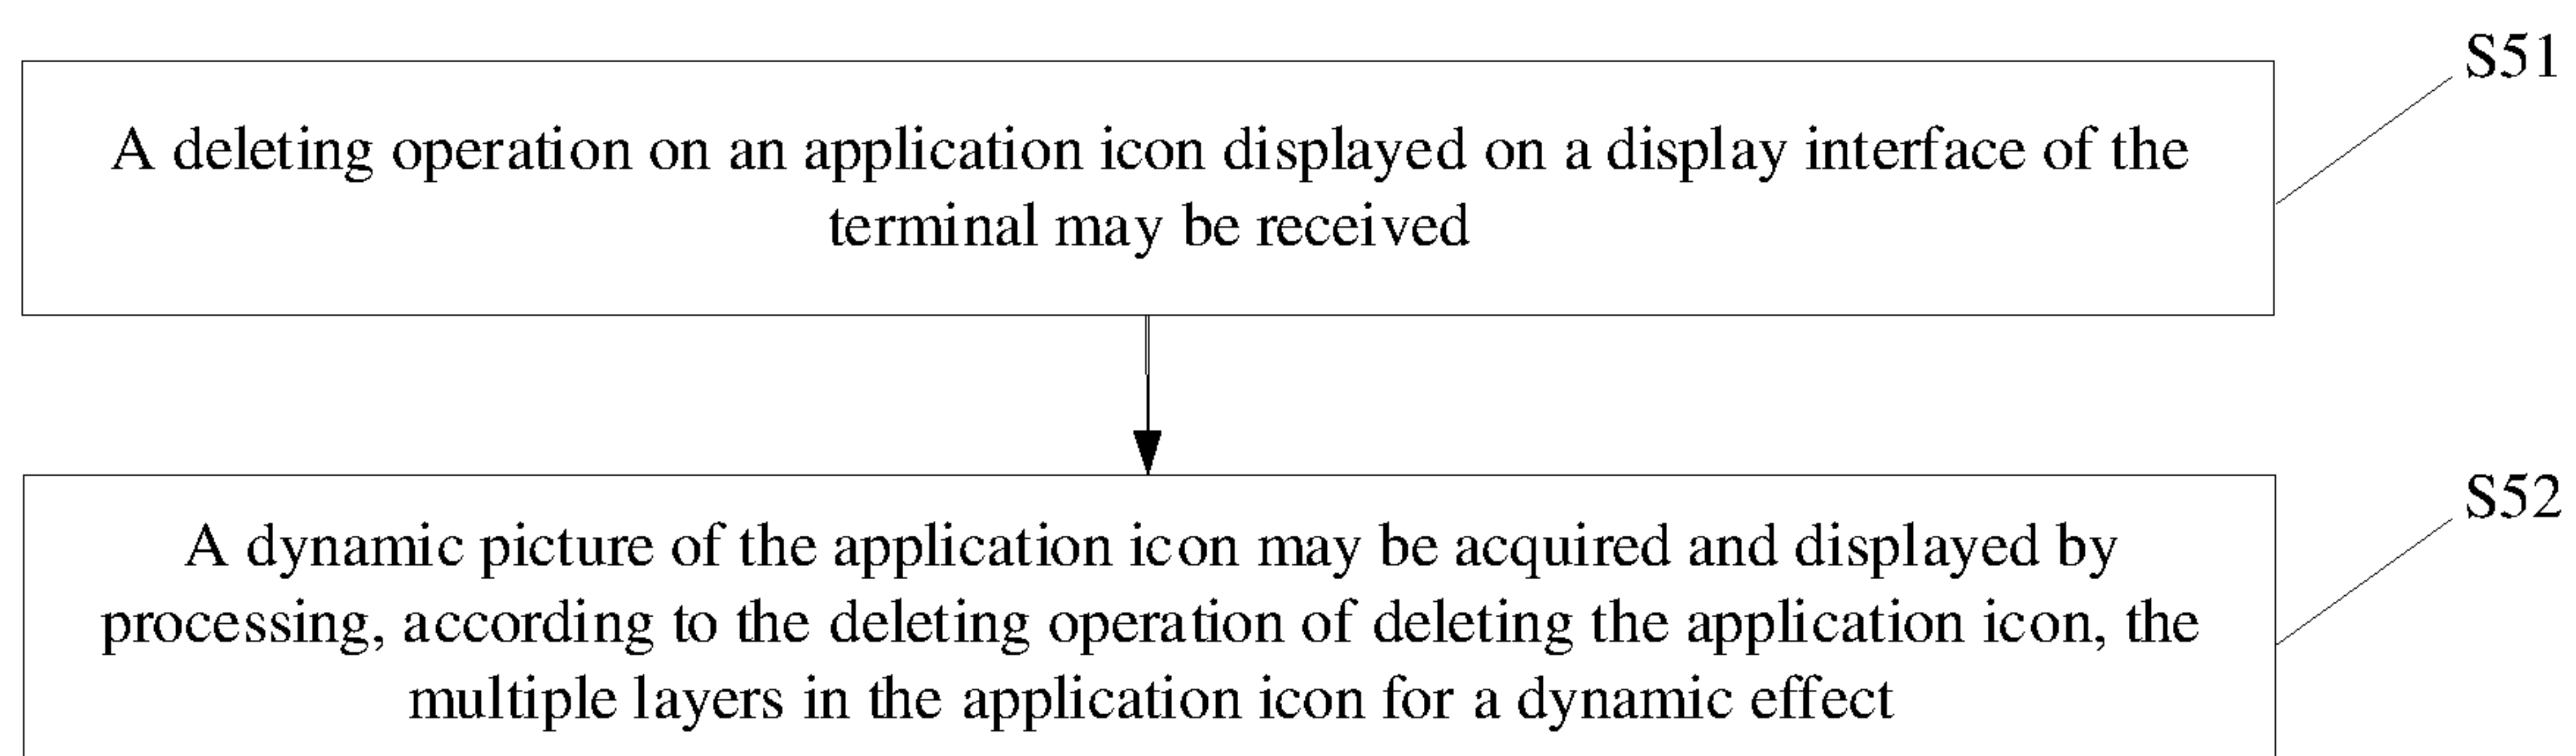 S51
A deleting operation on an application icon displayed on a display interface of the
terminal may be received
S52
A dynamic picture of the application icon may be acquired and displayed by
processing, according to the deleting operation of deleting the application icon, the
multiple layers in the application icon for a dynamic effect